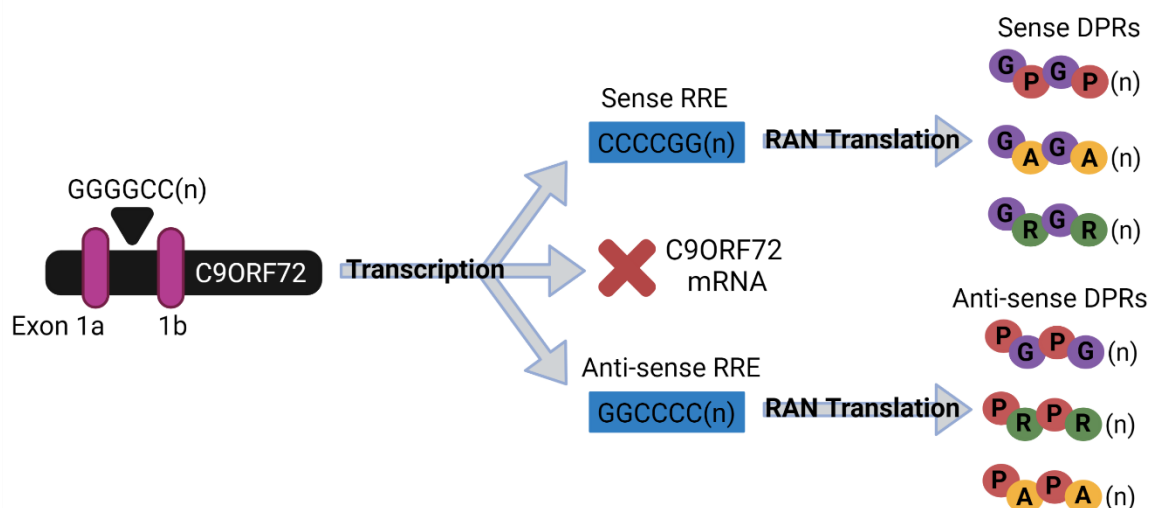 Sense DPRs
G P G P (n)
Sense RRE
CCCCGG(n)
RAN Translation
G A G A (n)
GGGGCC(n)
G R G R (n)
C9ORF72
Transcription
C9ORF72
mRNA
Exon 1a
1b
Anti-sense DPRs
P G P G (n)
Anti-sense RRE
GGCCCC(n)
RAN Translation
P R P R (n)
P A P A (n)